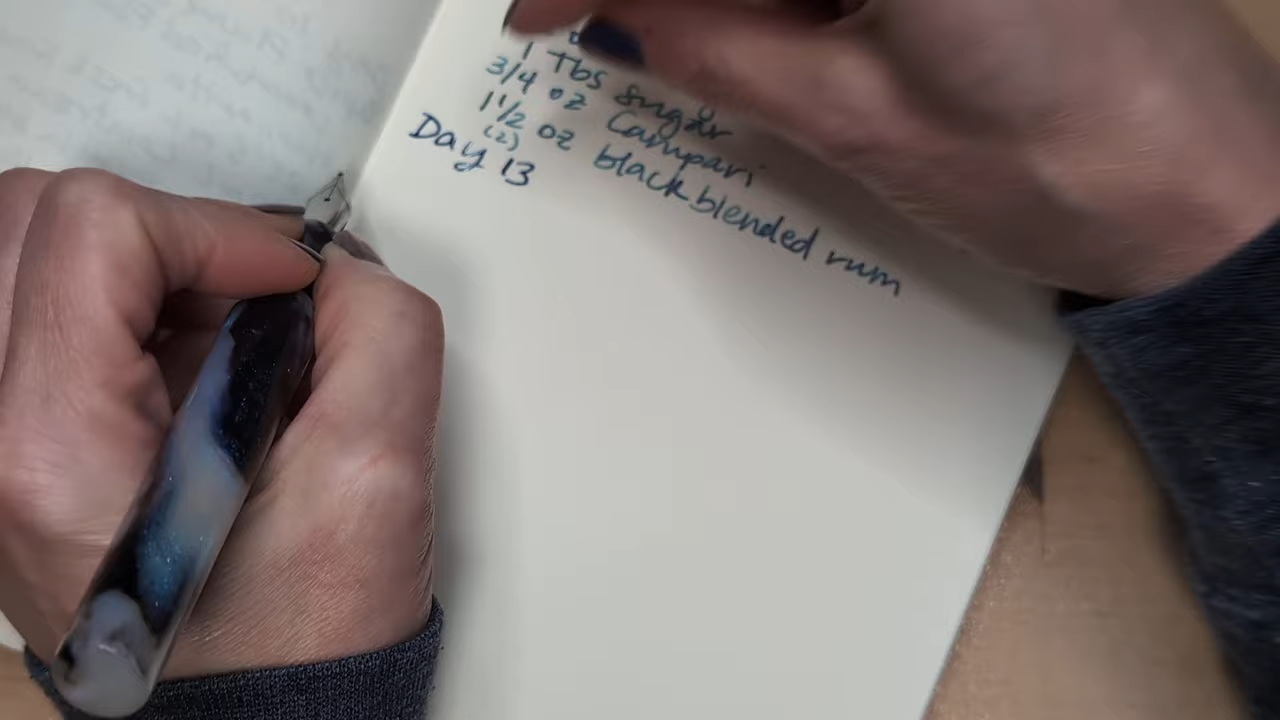 1 Tbs sugar
3/4 oz Campari
1 1/2 oz black blended rum
(2)
Day 13